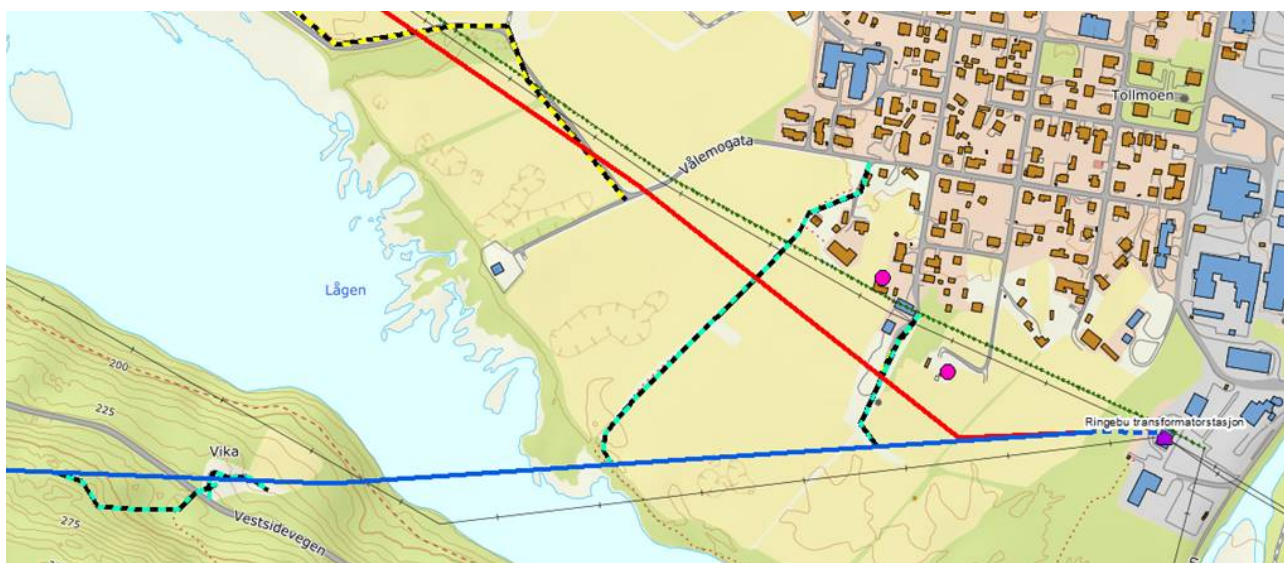 Tollmoen
Vålemogata
Lågen
200
225
Ringebu transformatorstasjon
Vika
Vestsidevegen
275